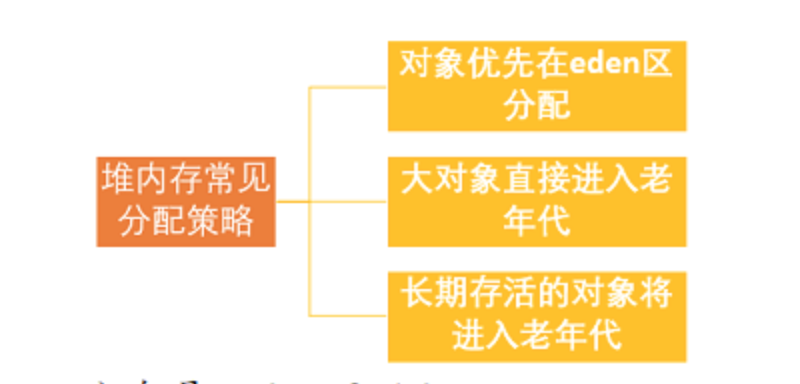 对象优先在eden区
分配
堆内存常见
分配策略
大对象直接进入老
年代
长期存活的对象将
进入老年代